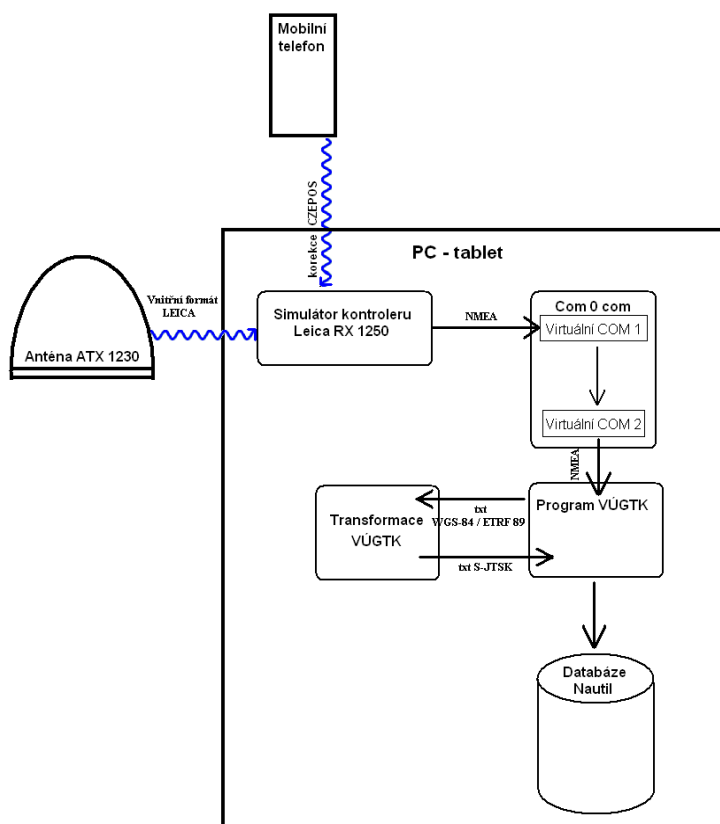 Mobilní
telefon
korekce CZEPOS
PC - tablet
Vnitřní formát
LEICA
Anténa ATX 1230
Simulátor kontroleru
Leica RX 1250
NMEA
Com 0 com
Virtuální COM 1
Virtuální COM 2
NMEA
Program VÚGTK
txt
WGS-84 / ETRF 89
Transformace
VÚGTK
txt S-JTSK
Databáze
Nautil